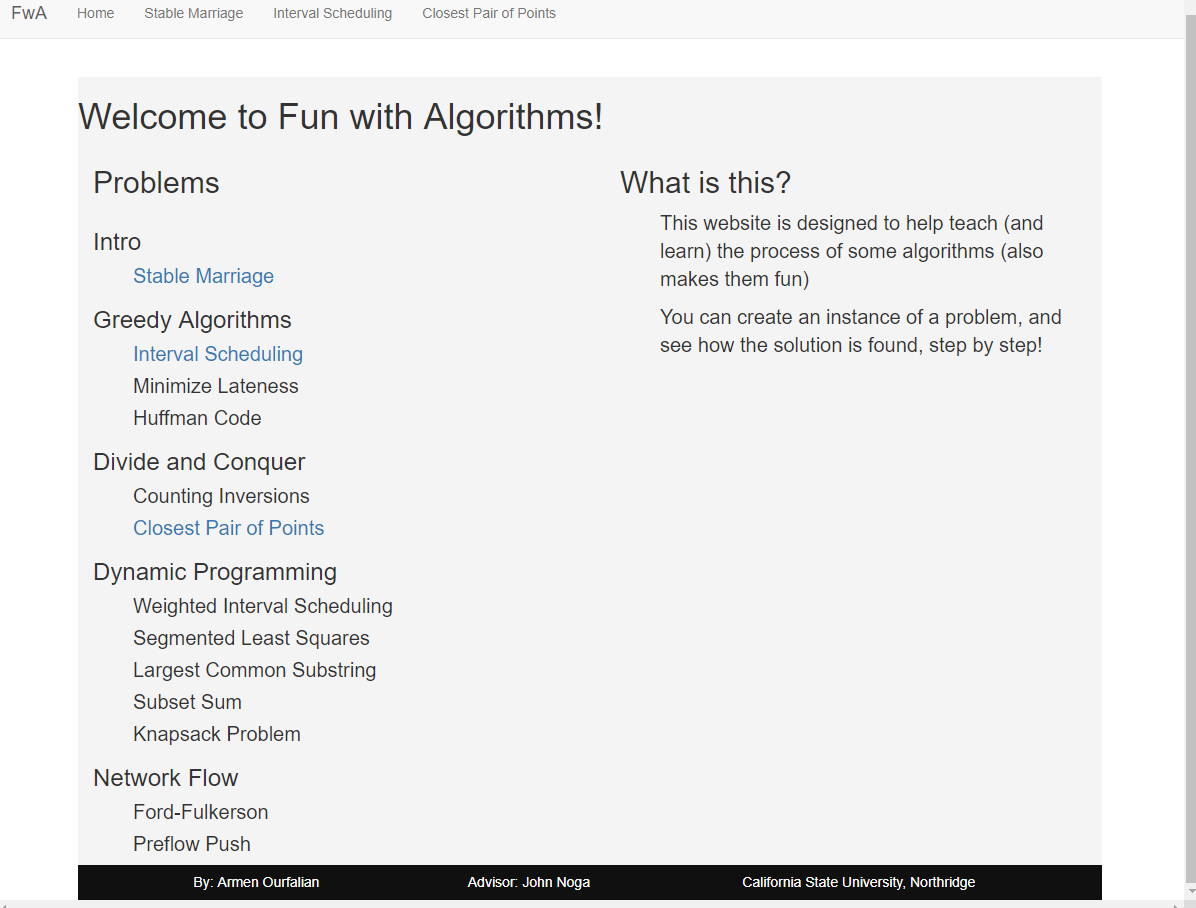 FwA Home Stable Marriage Interval Scheduling Closest Pair of Points
Welcome to Fun with Algorithms!
Problems
Intro
Stable Marriage
Greedy Algorithms
Interval Scheduling
Minimize Lateness
Huffman Code
Divide and Conquer
Counting Inversions
Closest Pair of Points
Dynamic Programming
Weighted Interval Scheduling
Segmented Least Squares
Largest Common Substring
Subset Sum
Knapsack Problem
Network Flow
Ford-Fulkerson
Preflow Push
What is this?
This website is designed to help teach (and
learn) the process of some algorithms (also
makes them fun)
You can create an instance of a problem, and
see how the solution is found, step by step!
By: Armen Ourfalian Advisor: John Noga California State University, Northridge